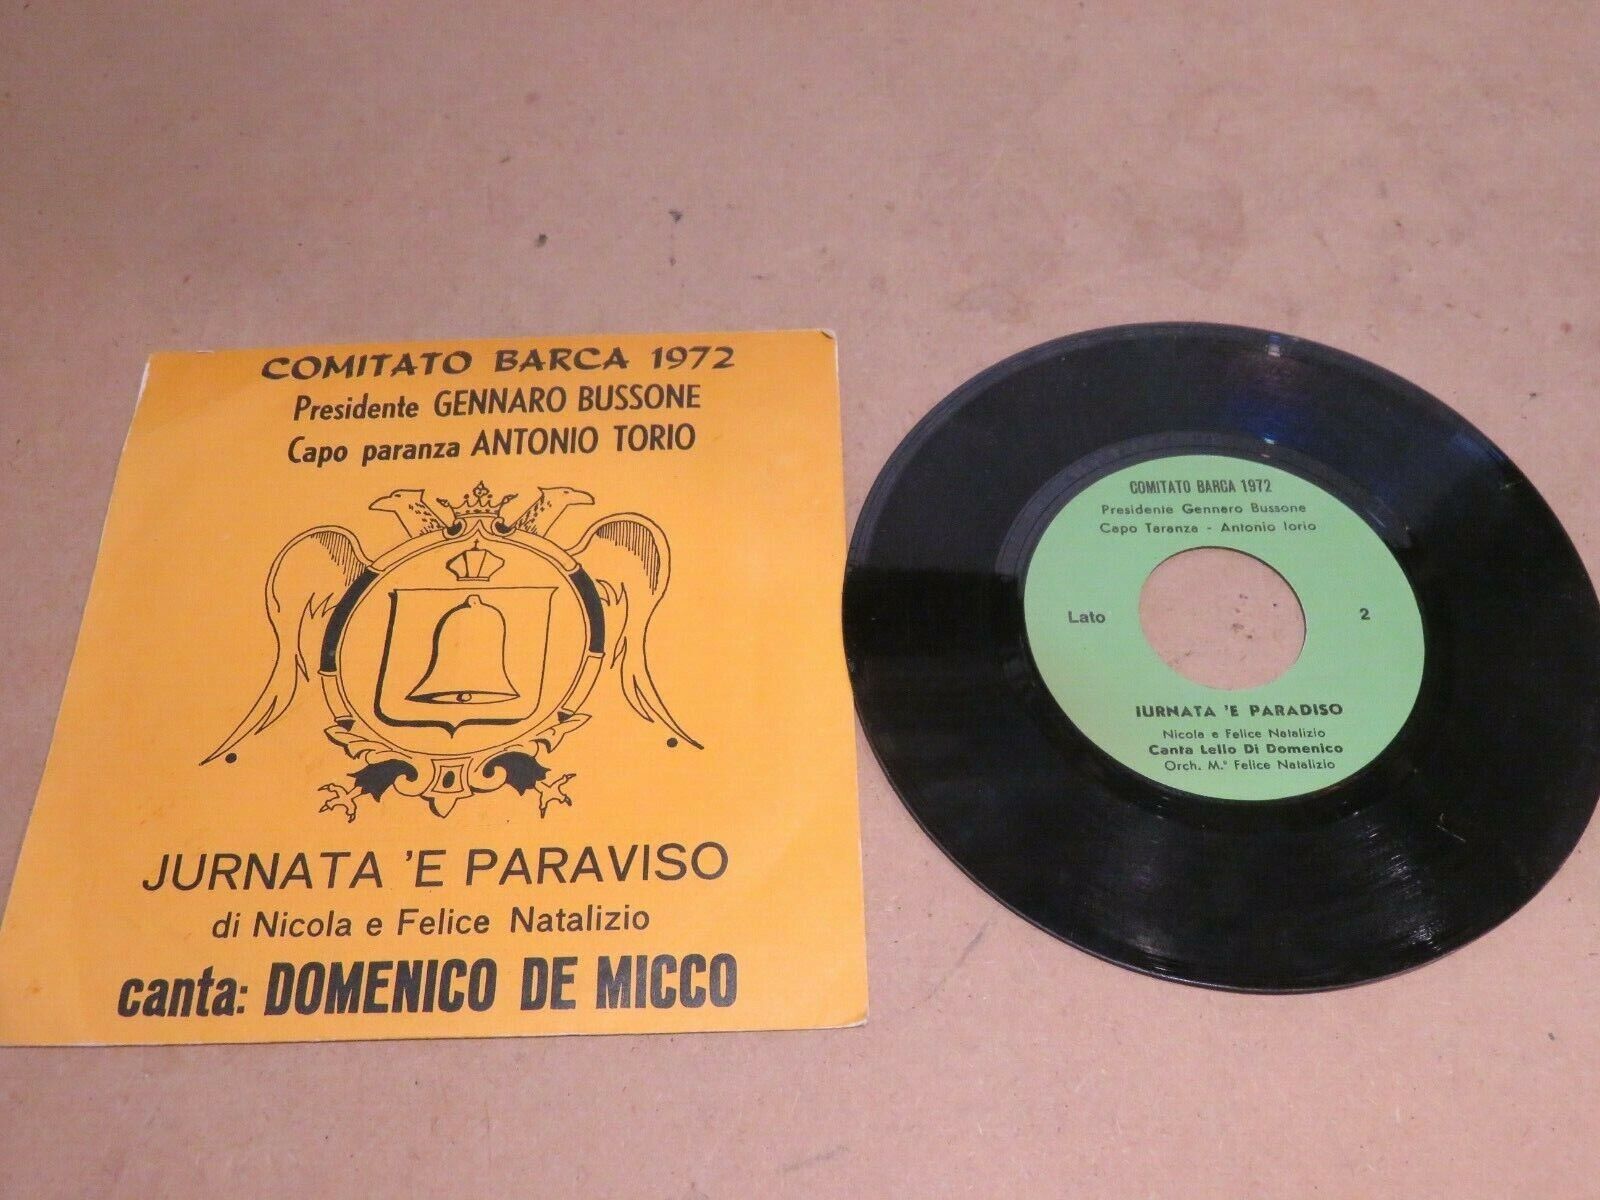 COMITATO BARCA 1972
Presidente GENNARO BUSSONE
Capo paranza ANTONIO TORIO
JURNATA 'E PARAVISO
di Nicola e Felice Natalizio
canta: DOMENICO DE MICCO
COMITATO BARCA 1972
Presidente Gennaro Bussone
Capo Taranza - Antonio Iorio
Lato 2
IURNATA 'E PARADISO
Nicola e Felice Natalizio
Canta Lello Di Domenico
Orch. M.° Felice Natalizio